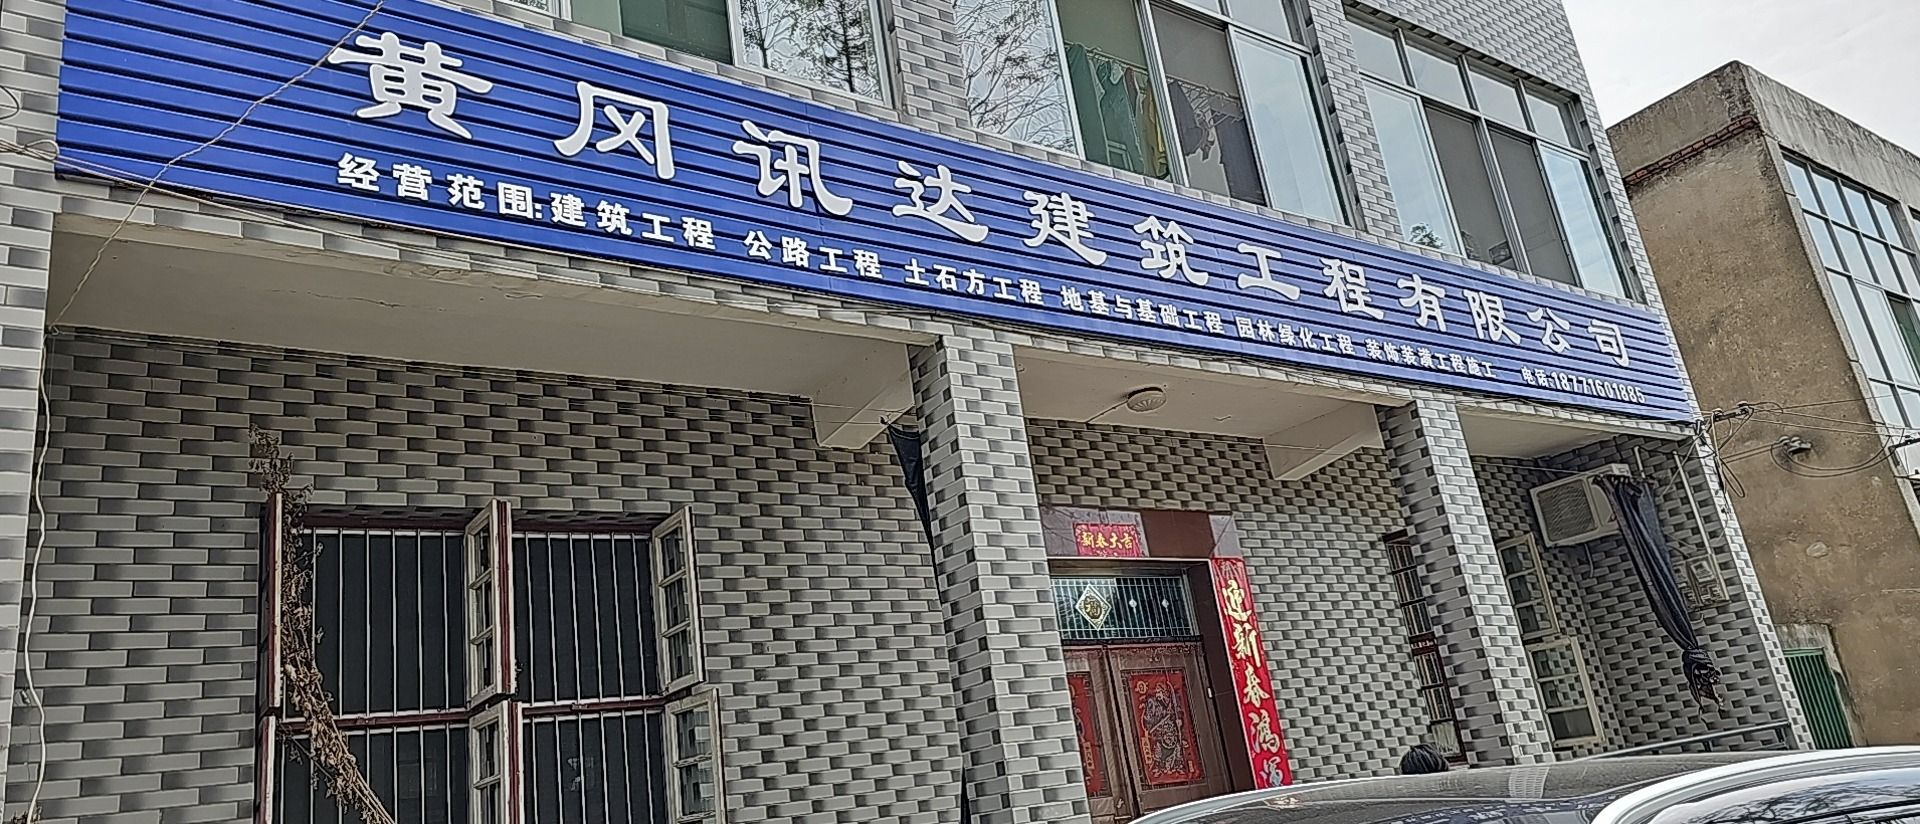 黄冈讯达建筑工程有限公司
经营范围:建筑工程 公路工程 土石方工程 地基与基础工程 园林绿化工程 装饰装潢工程施工 电话:18771601885
新春大吉
福
迎新春鸿运